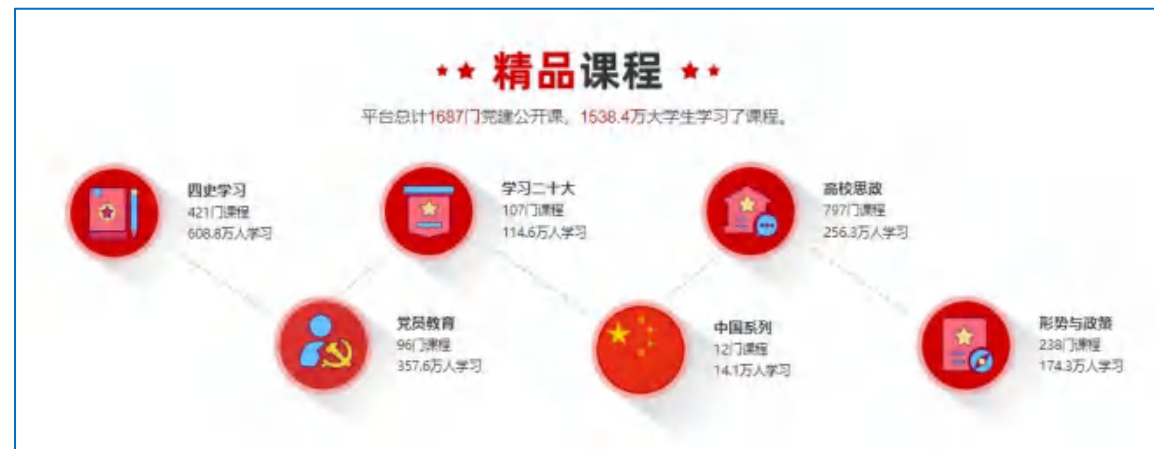 精品课程
平台总计1687门党建公开课，1538.4万大学生学习了课程。
四史学习
421门课程
608.8万人学习
学习二十大
107门课程
114.6万人学习
高校思政
797门课程
256.3万人学习
党员教育
96门课程
357.6万人学习
中国系列
12门课程
14.1万人学习
形势与政策
238门课程
174.3万人学习